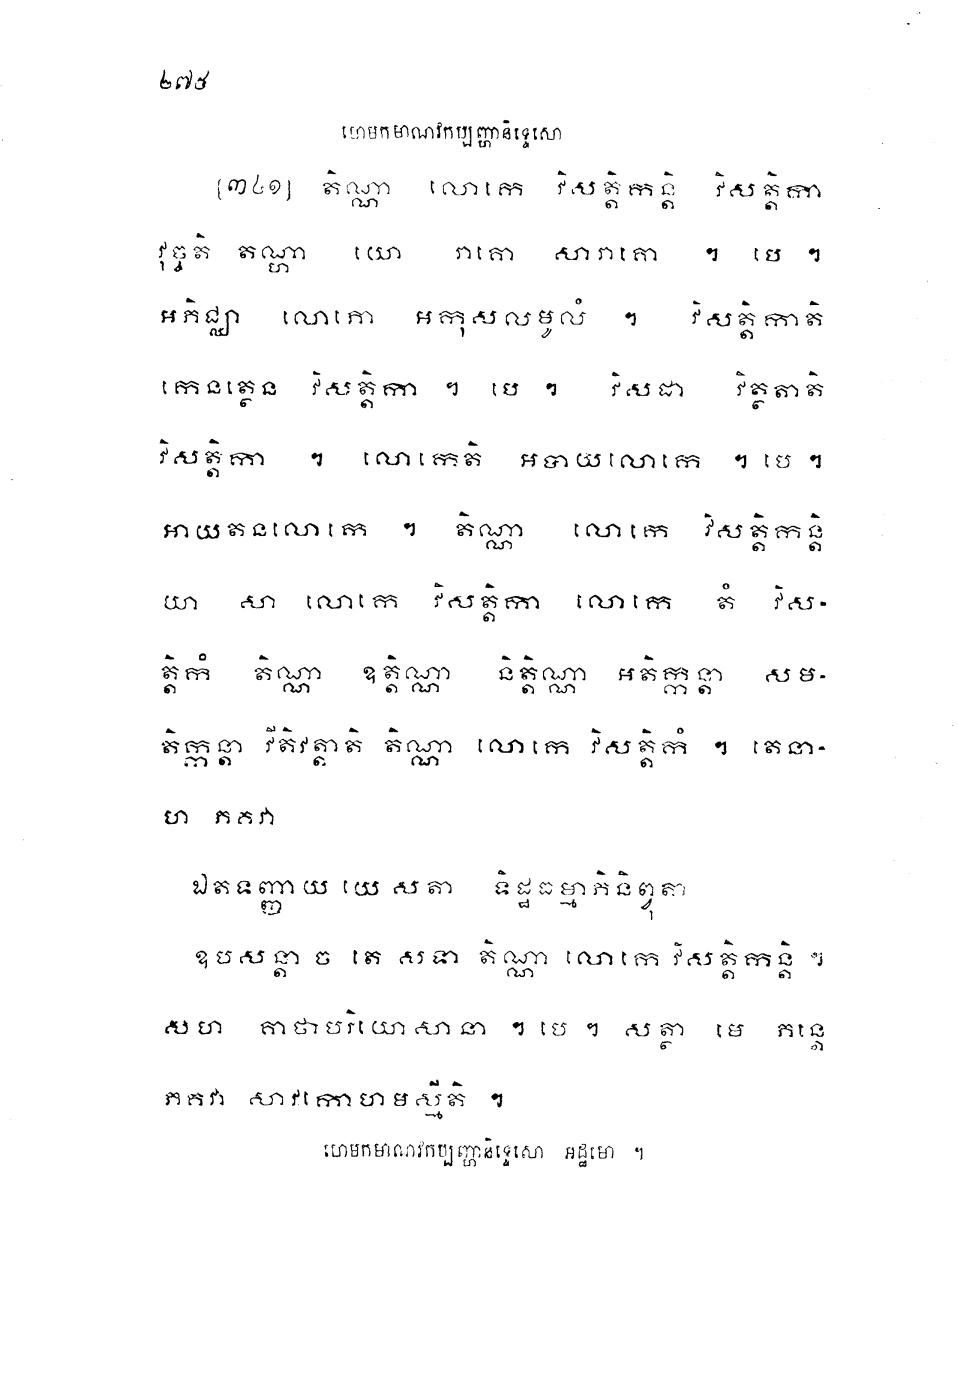 ២៧៨
ហេមកមាណវកប្បញ្ហានិទ្ទេសោ
[៣៤១] តិណ្ណា លោកេ វិសត្តិកន្តិ វិសត្តិកា
វុច្ចតិ តណ្ហា យោ រាគោ សារាគោ ។ បេ ។
អភិជ្ឈា លោភោ អកុសលមូលំ ។ វិសត្តិកាតិ
កេនត្ថេន វិសត្តិកា ។ បេ ។ វិសដា វិត្ថតាតិ
វិសត្តិកា ។ លោកេតិ អបាយលោកេ ។ បេ ។
អាយតនលោកេ ។ តិណ្ណា លោកេ វិសត្តិកន្តិ
យា សា លោកេ វិសត្តិកា លោកេ តំ វិស-
ត្តិកំ តិណ្ណា ឧត្តិណ្ណា និត្តិណ្ណា អតិក្កន្តា សម-
តិក្កន្តា វីតិវត្តាតិ តិណ្ណា លោកេ វិសត្តិកំ ។ តេនា-
ហ ភគវា
ឯតទញ្ញាយ យេ សតា ទិដ្ឋធម្មាភិនិព្វុតា
ឧបសន្តា ច តេ សទា តិណ្ណា លោកេ វិសត្តិកន្តិ ។
សហ គាថាបរិយោសានា ។ បេ ។ សត្ថា មេ ភន្តេ
ភគវា សាវកោហមស្មីតិ ។
ហេមកមាណវកប្បញ្ហានិទ្ទេសោ អដ្ឋមោ ។